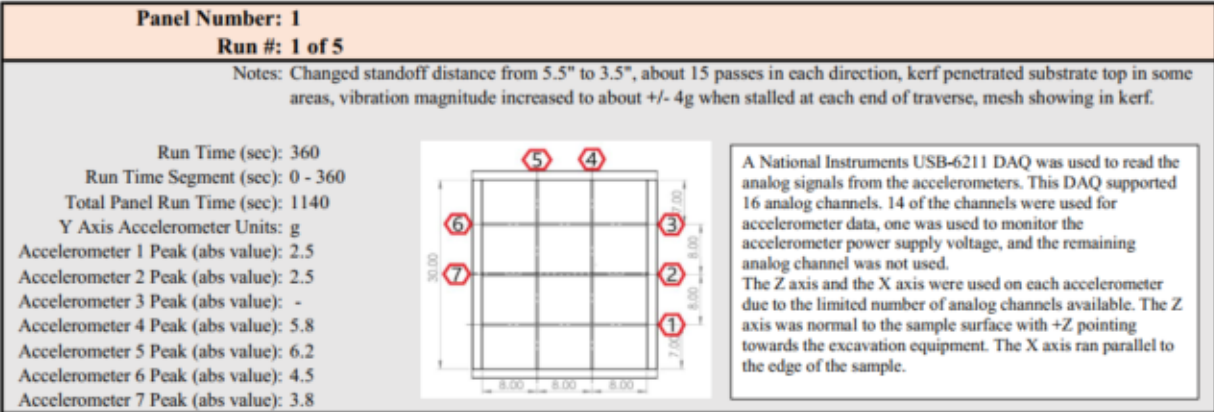 Panel Number: 1
Run #: 1 of 5
Notes: Changed standoff distance from 5.5" to 3.5", about 15 passes in each direction, kerf penetrated substrate top in some
areas, vibration magnitude increased to about +/- 4g when stalled at each end of traverse, mesh showing in kerf.
Run Time (sec): 360
Run Time Segment (sec): 0 - 360
Total Panel Run Time (sec): 1140
Y Axis Accelerometer Units: g
Accelerometer 1 Peak (abs value): 2.5
Accelerometer 2 Peak (abs value): 2.5
Accelerometer 3 Peak (abs value): -
Accelerometer 4 Peak (abs value): 5.8
Accelerometer 5 Peak (abs value): 6.2
Accelerometer 6 Peak (abs value): 4.5
Accelerometer 7 Peak (abs value): 3.8
5 4
7.00
6 3
8.00
30.00
7 2
8.00
1
7.00
8.00 8.00 8.00
A National Instruments USB-6211 DAQ was used to read the
analog signals from the accelerometers. This DAQ supported
16 analog channels. 14 of the channels were used for
accelerometer data, one was used to monitor the
accelerometer power supply voltage, and the remaining
analog channel was not used.
The Z axis and the X axis were used on each accelerometer
due to the limited number of analog channels available. The Z
axis was normal to the sample surface with +Z pointing
towards the excavation equipment. The X axis ran parallel to
the edge of the sample.